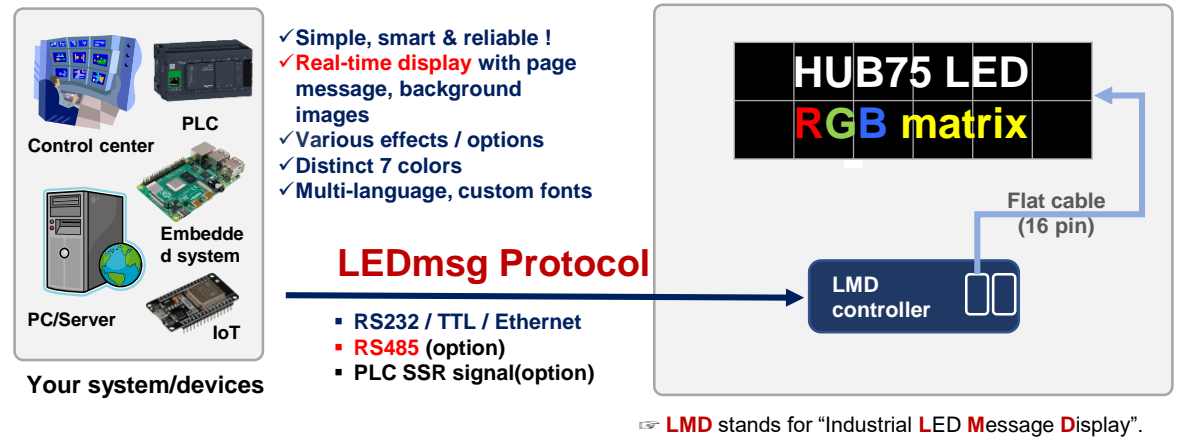 Control center
PLC
Embedde
d system
PC/Server
IoT
Your system/devices
✓Simple, smart & reliable !
✓Real-time display with page
message, background
images
✓Various effects / options
✓Distinct 7 colors
✓Multi-language, custom fonts
LEDmsg Protocol
▪ RS232 / TTL / Ethernet
▪ RS485 (option)
▪ PLC SSR signal(option)
HUB75 LED
RGB matrix
Flat cable
(16 pin)
LMD
controller
☞ LMD stands for “Industrial LED Message Display”.